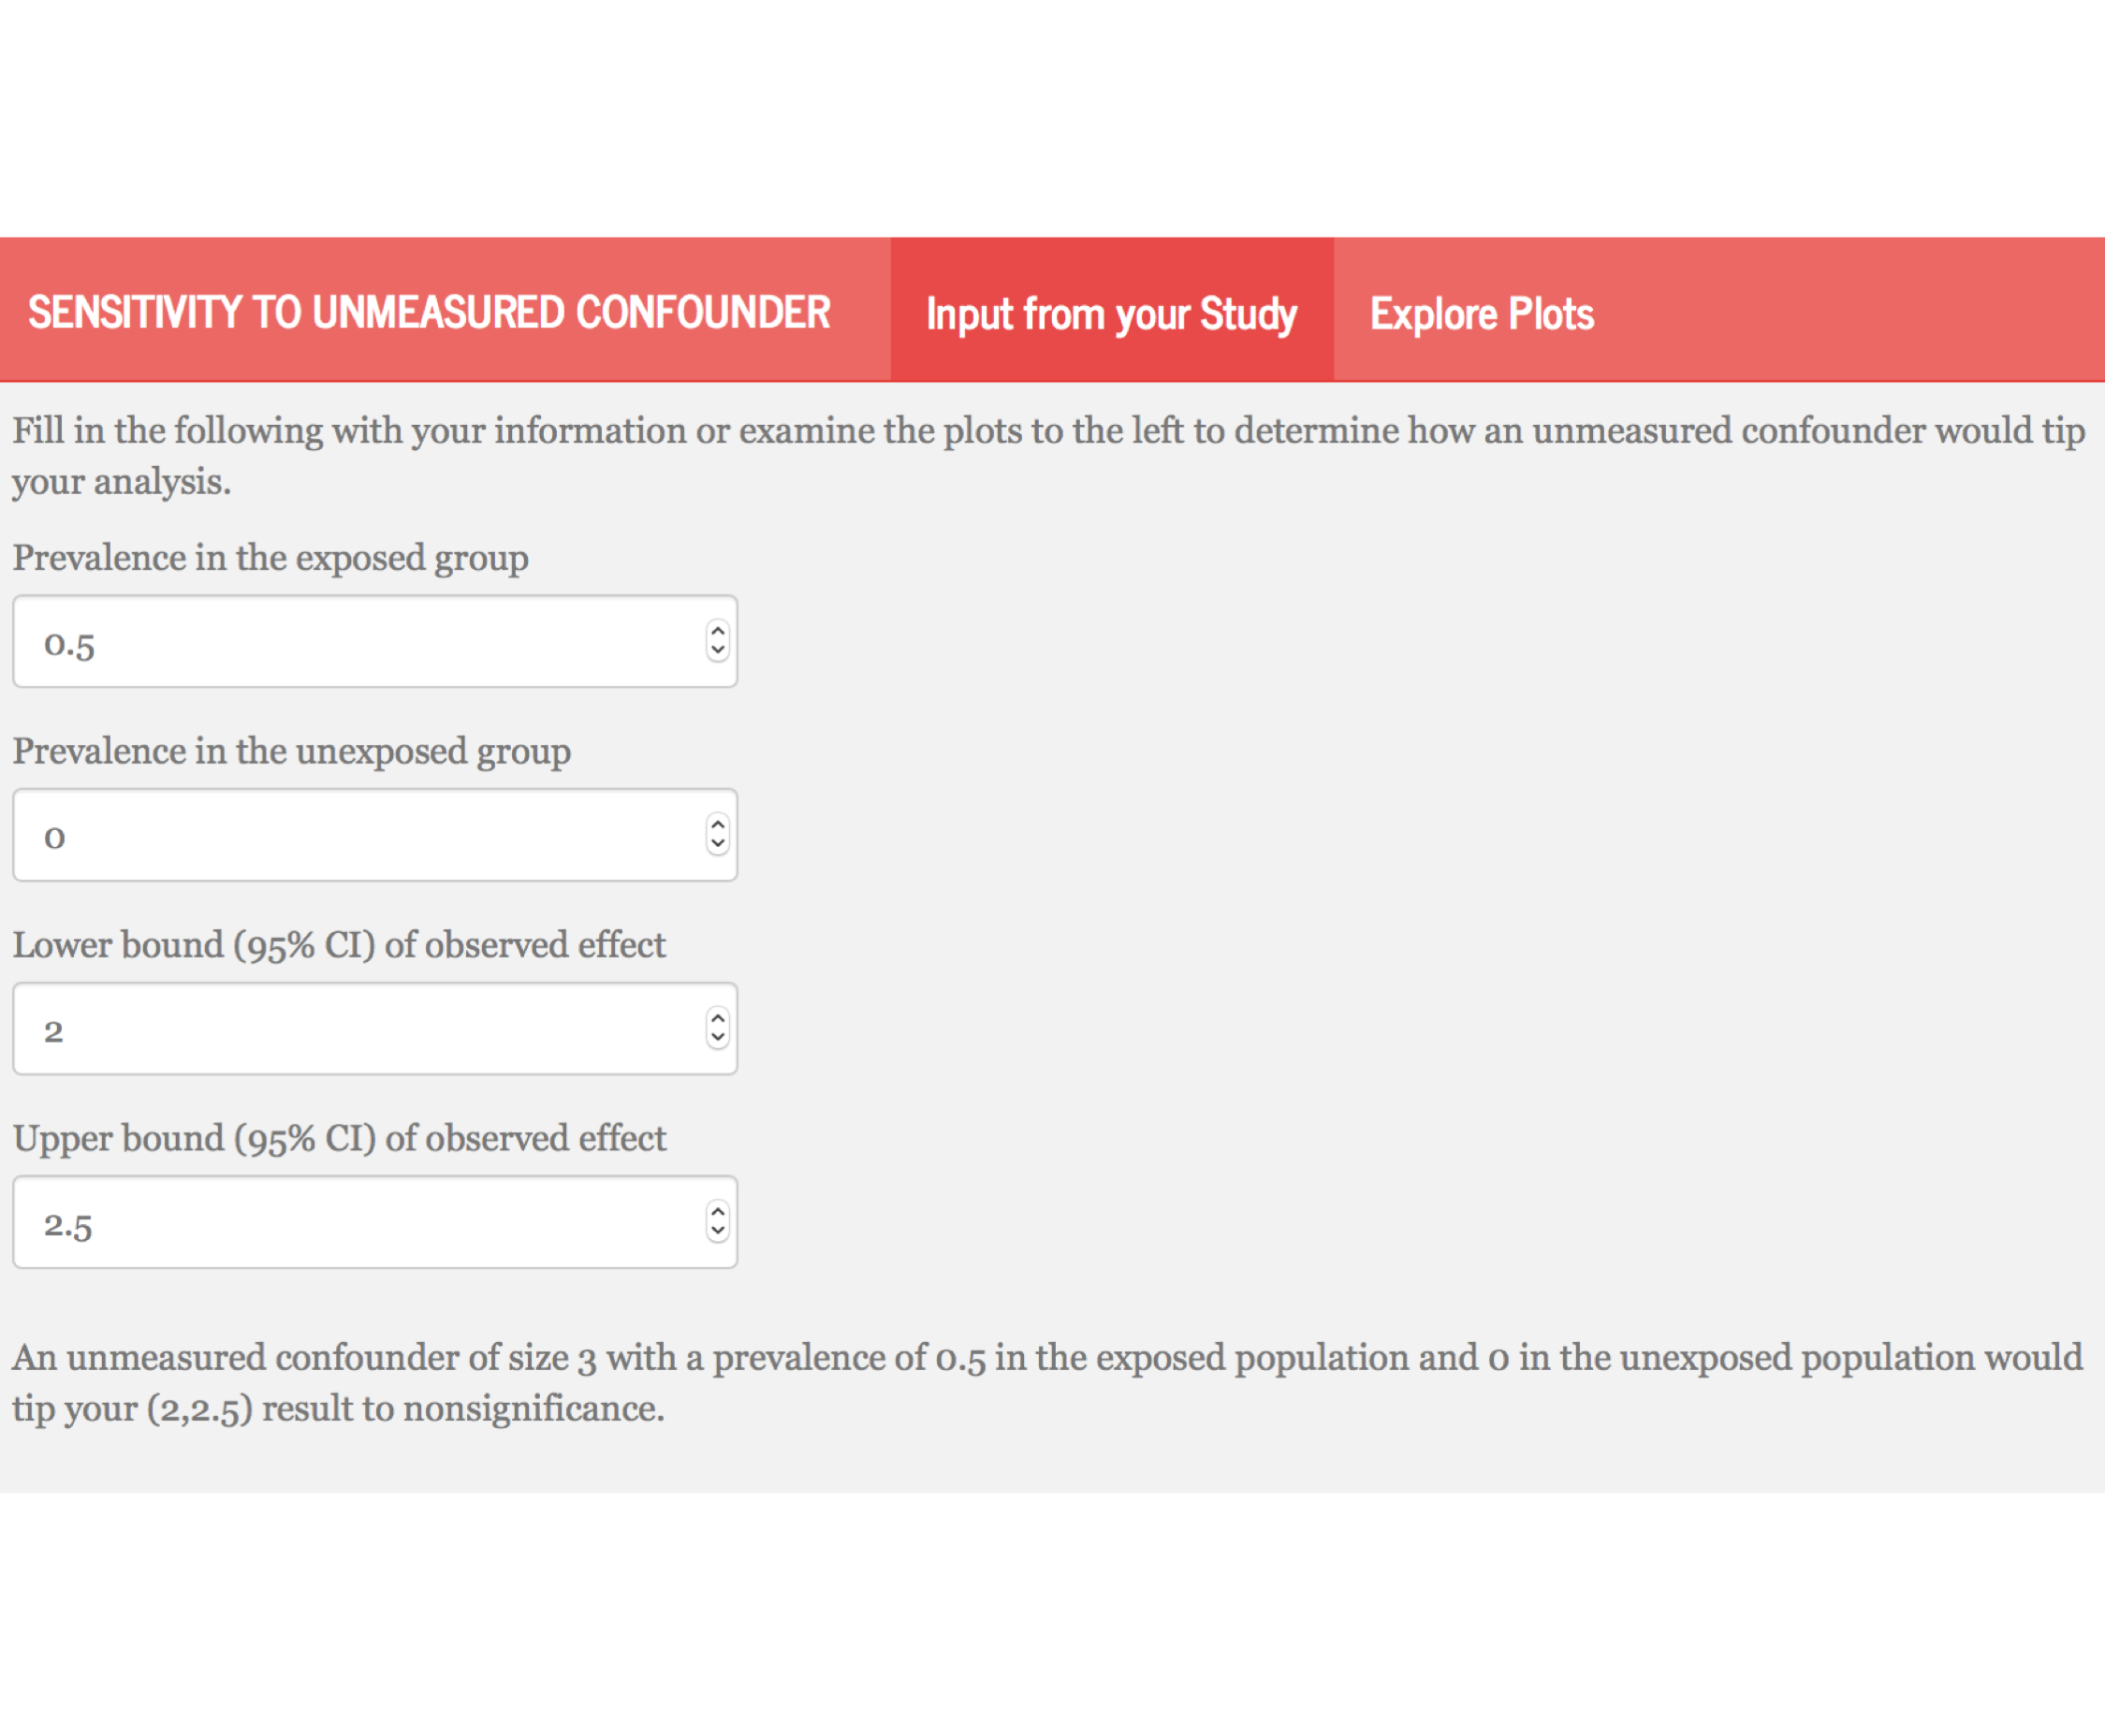 SENSITIVITY TO UNMEASURED CONFOUNDER Input from your Study Explore Plots
Fill in the following with your information or examine the plots to the left to determine how an unmeasured confounder would tip
your analysis.
Prevalence in the exposed group
0.5
Prevalence in the unexposed group
0
Lower bound (95% CI) of observed effect
2
Upper bound (95% CI) of observed effect
2.5
An unmeasured confounder of size 3 with a prevalence of 0.5 in the exposed population and 0 in the unexposed population would
tip your (2,2.5) result to nonsignificance.